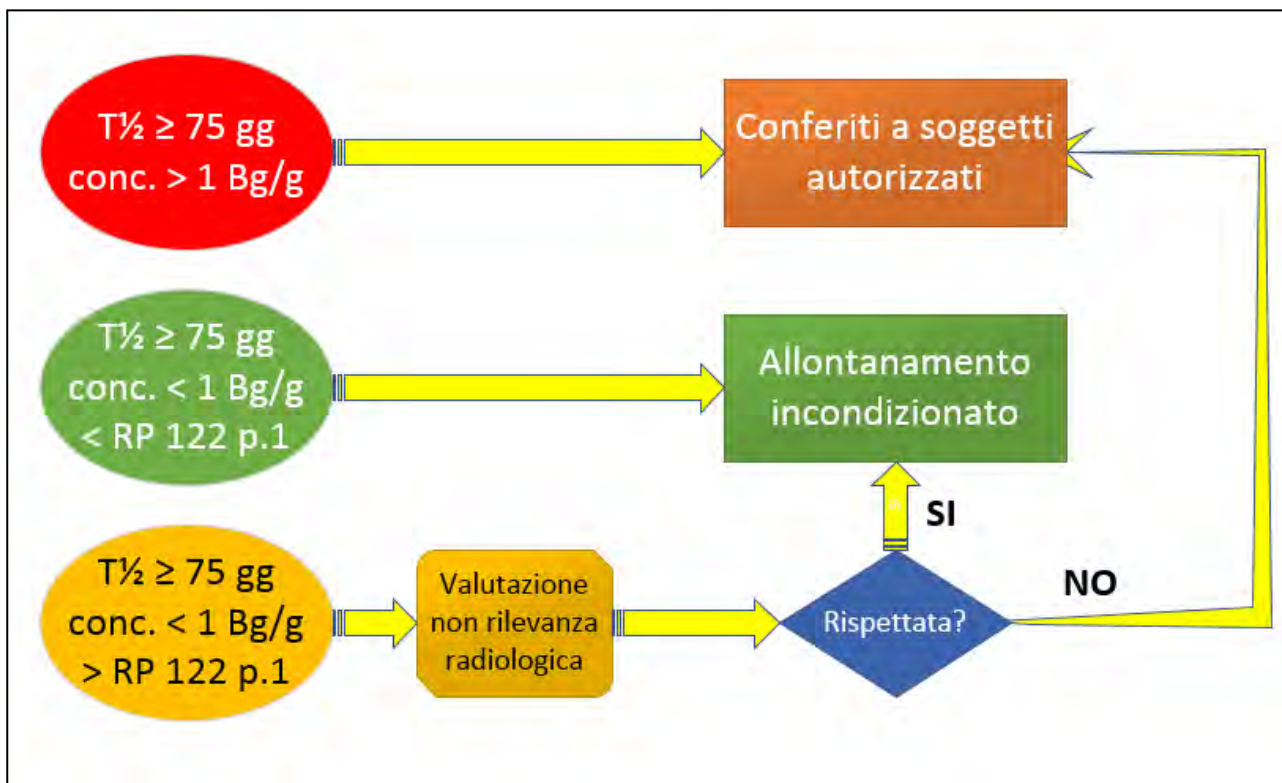 T½ ≥ 75 gg
conc. > 1 Bg/g
Conferiti a soggetti
autorizzati
T½ ≥ 75 gg
conc. < 1 Bg/g
< RP 122 p.1
Allontanamento
incondizionato
SI
T½ ≥ 75 gg
conc. < 1 Bg/g
> RP 122 p.1
Valutazione
non rilevanza
radiologica
Rispettata?
NO